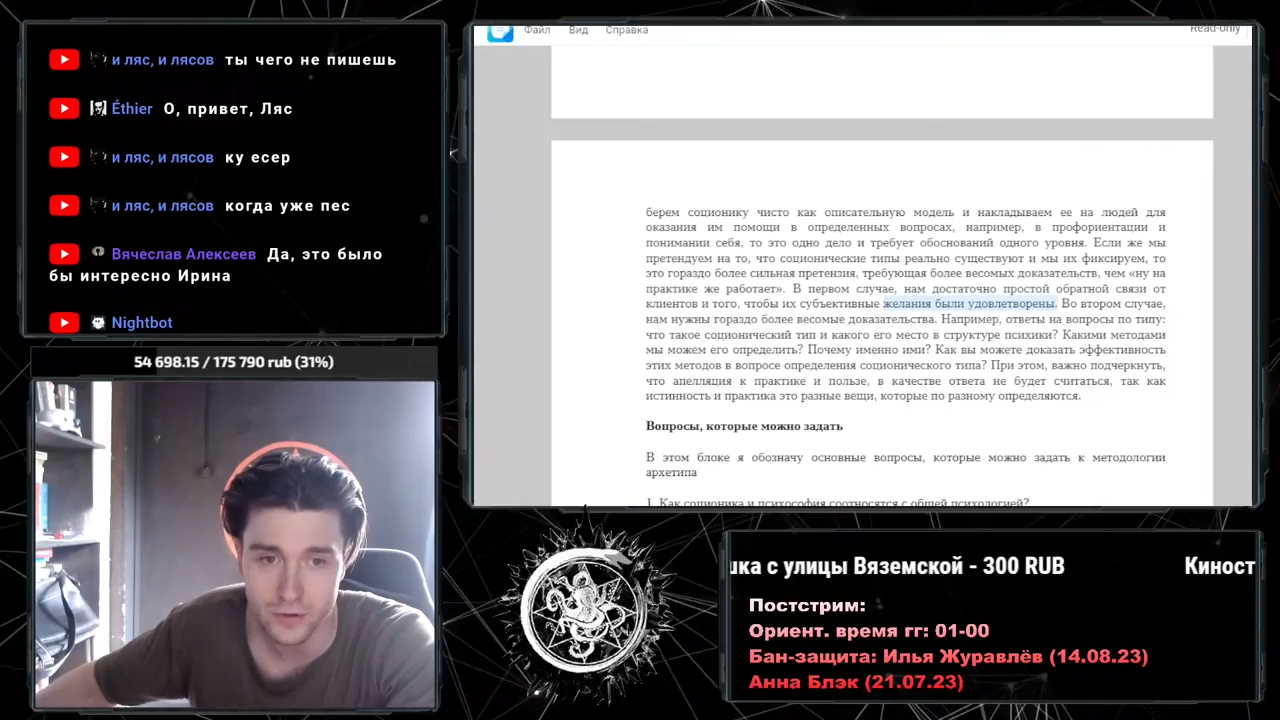 и ляс, и лясов ты чего не пишешь
Éthier О, привет, Ляс
и ляс, и лясов ку есер
и ляс, и лясов когда уже пес
Вячеслав Алексеев Да, это было
бы интересно Ирина
Nightbot
54 698.15 / 175 790 rub (31%)
Файл Вид Справка
Read-only
берем соционику чисто как описательную модель и накладываем ее на людей для
оказания им помощи в определенных вопросах, например, в профориентации и
понимании себя, то это одно дело и требует обоснований одного уровня. Если же мы
претендуем на то, что соционические типы реально существуют и мы их фиксируем, то
это гораздо более сильная претензия, требующая более весомых доказательств, чем «ну на
практике же работает». В первом случае, нам достаточно простой обратной связи от
клиентов и того, чтобы их субъективные желания были удовлетворены. Во втором случае,
нам нужны гораздо более весомые доказательства. Например, ответы на вопросы по типу:
что такое соционический тип и какого его место в структуре психики? Какими методами
мы можем его определить? Почему именно ими? Как вы можете доказать эффективность
этих методов в вопросе определения соционического типа? При этом, важно подчеркнуть,
что апелляция к практике и пользе, в качестве ответа не будет считаться, так как
истинность и практика это разные вещи, которые по разному определяются.
Вопросы, которые можно задать
В этом блоке я обозначу основные вопросы, которые можно задать к методологии
архетипа
1. Как соционика и психософия соотносятся с общей психологией?
шка с улицы Вяземской - 300 RUB
Киност
Постстрим:
Ориент. время гг: 01-00
Бан-защита: Илья Журавлёв (14.08.23)
Анна Блэк (21.07.23)